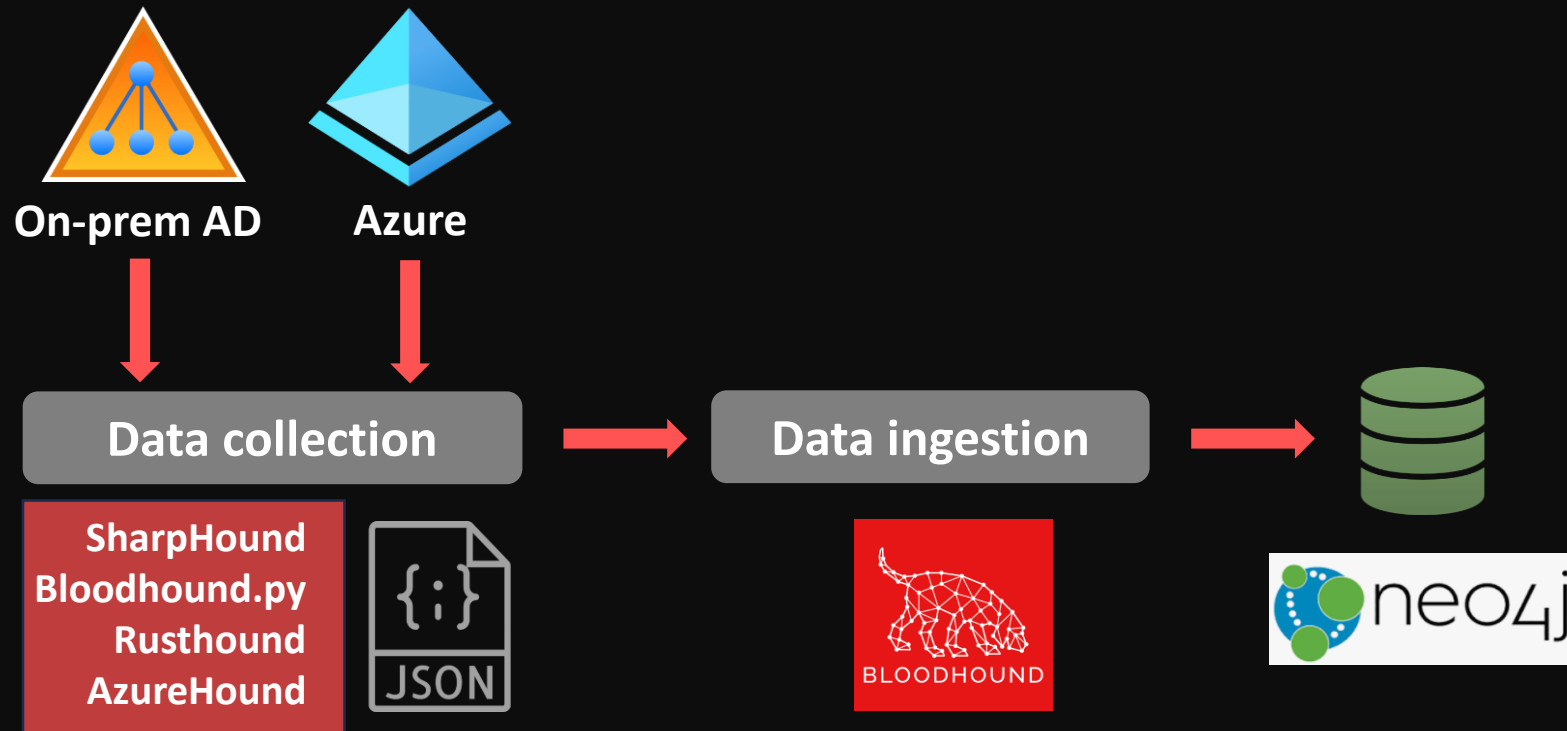 On-prem AD
Azure
Data collection
Data ingestion
SharpHound
Bloodhound.py
Rusthound
AzureHound
{;}
JSON
BLOODHOUND
neo4j